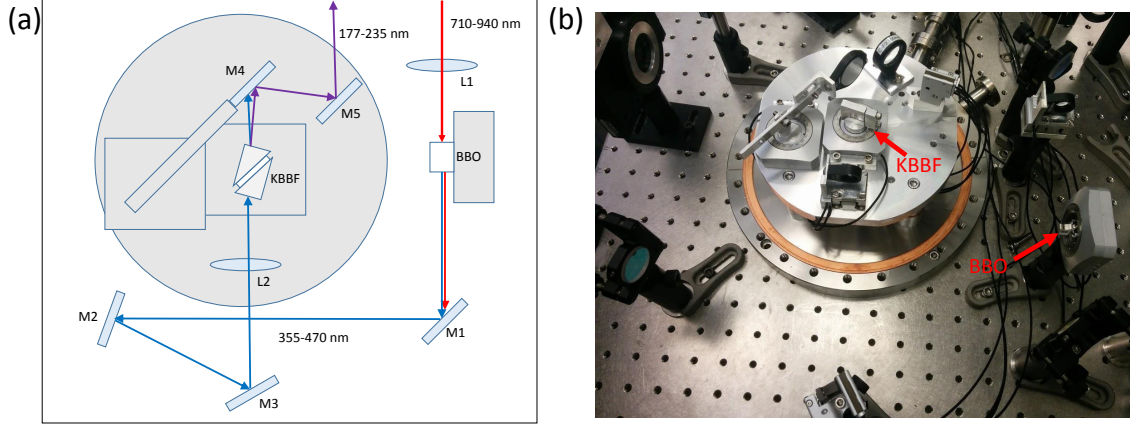 (a)
177-235 nm
710-940 nm
M4
L1
M5
BBO
KBBF
L2
M2
355-470 nm
M1
M3
(b)
KBBF
BBO